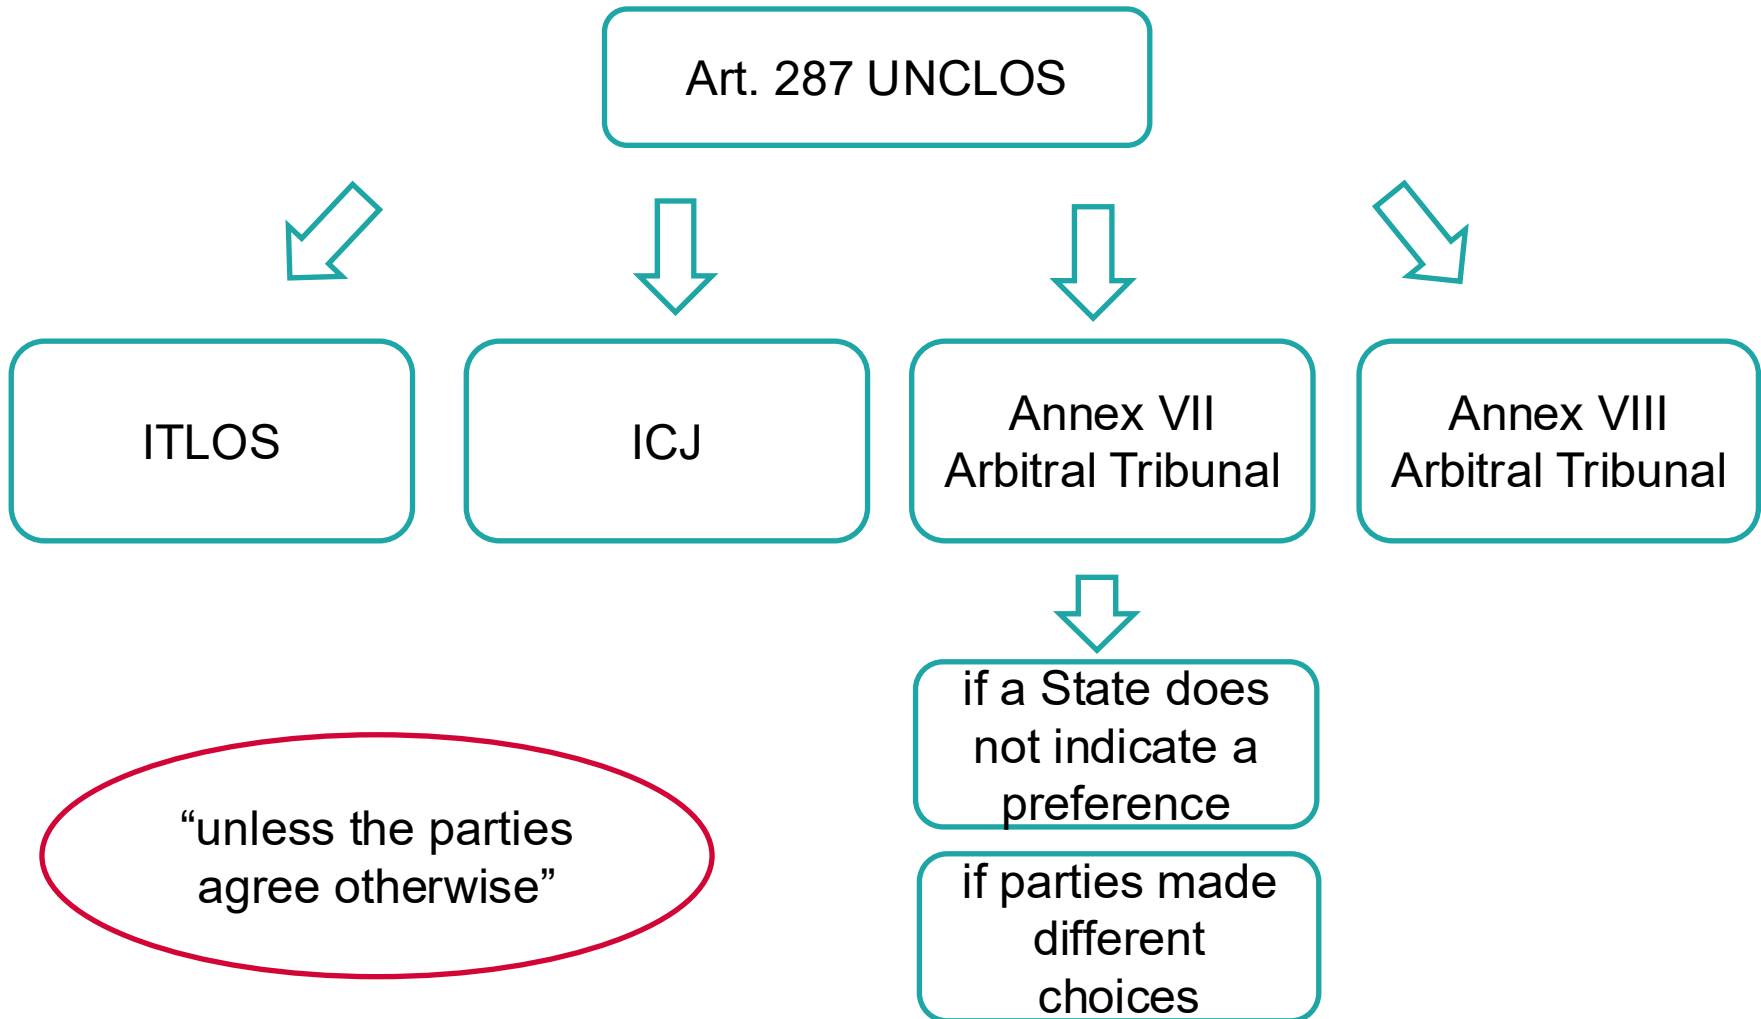 Art. 287 UNCLOS
ITLOS
ICJ
Annex VII
Arbitral Tribunal
Annex VIII
Arbitral Tribunal
if a State does
not indicate a
preference
“unless the parties
agree otherwise”
if parties made
different
choices